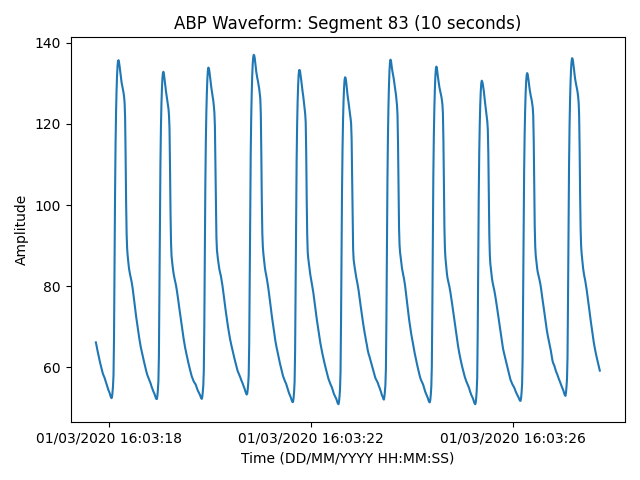 ABP Waveform: Segment 83 (10 seconds)
140
120
100
80
60
Amplitude
01/03/2020 16:03:18
01/03/2020 16:03:22
01/03/2020 16:03:26
Time (DD/MM/YYYY HH:MM:SS)